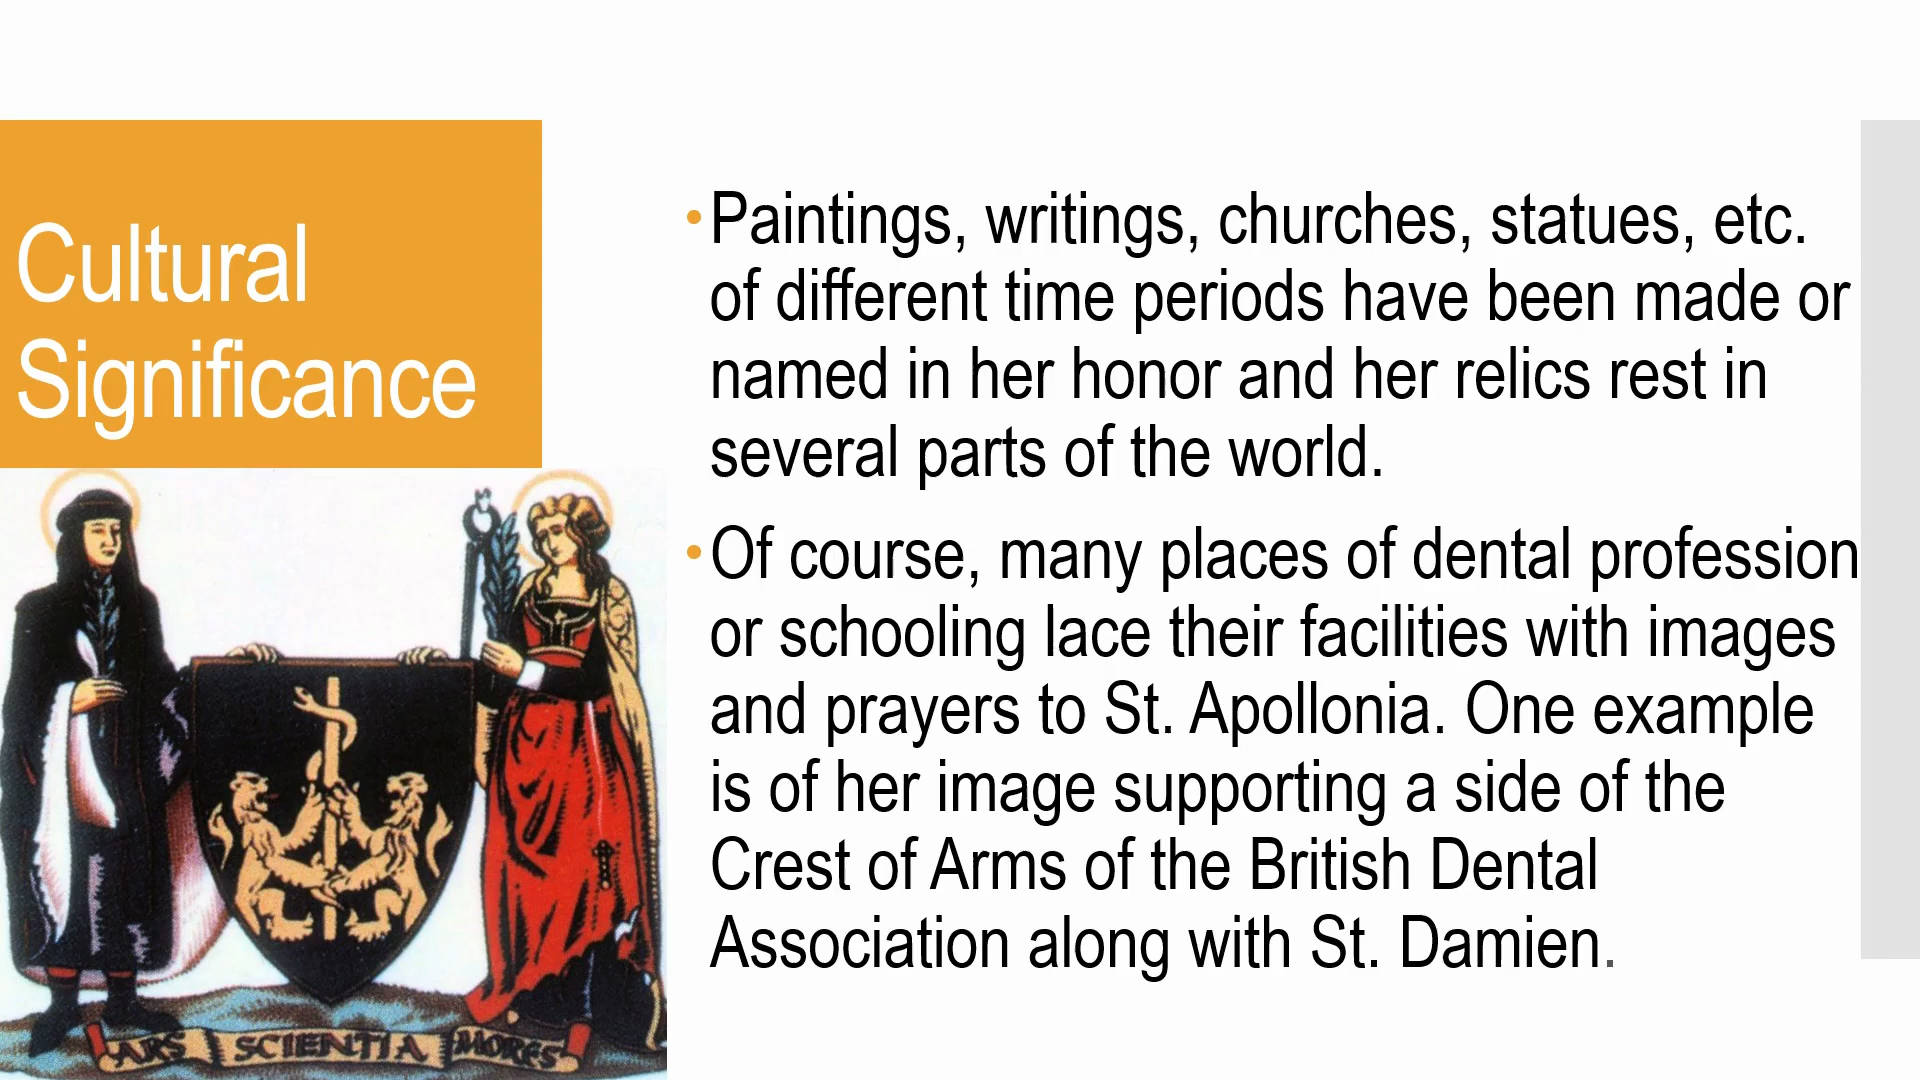 Cultural
Significance
•Paintings, writings, churches, statues, etc.
of different time periods have been made or
named in her honor and her relics rest in
several parts of the world.
•Of course, many places of dental profession
or schooling lace their facilities with images
and prayers to St. Apollonia. One example
is of her image supporting a side of the
Crest of Arms of the British Dental
Association along with St. Damien.
ARS SCIENTIA MORES